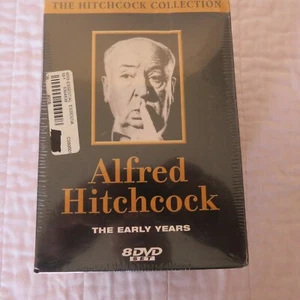 THE HITCHCOCK COLLECTION
Alfred
Hitchcock
THE EARLY YEARS
8DVD
SET